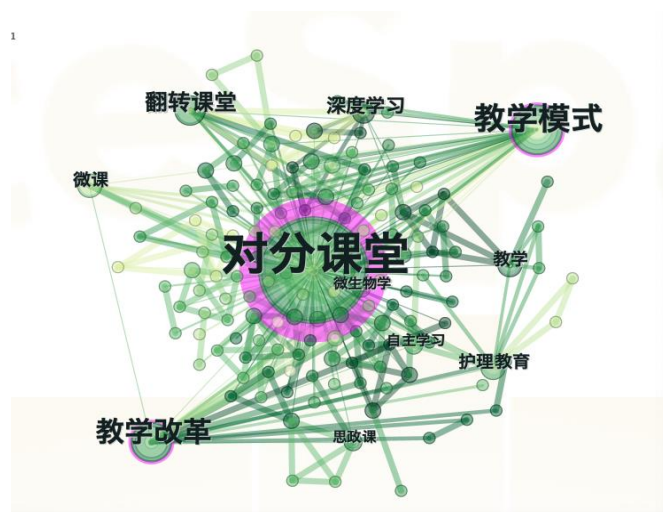 1
翻转课堂
深度学习
教学模式
微课
对分课堂
教学
微生物学
自主学习
护理教育
教学改革
思政课